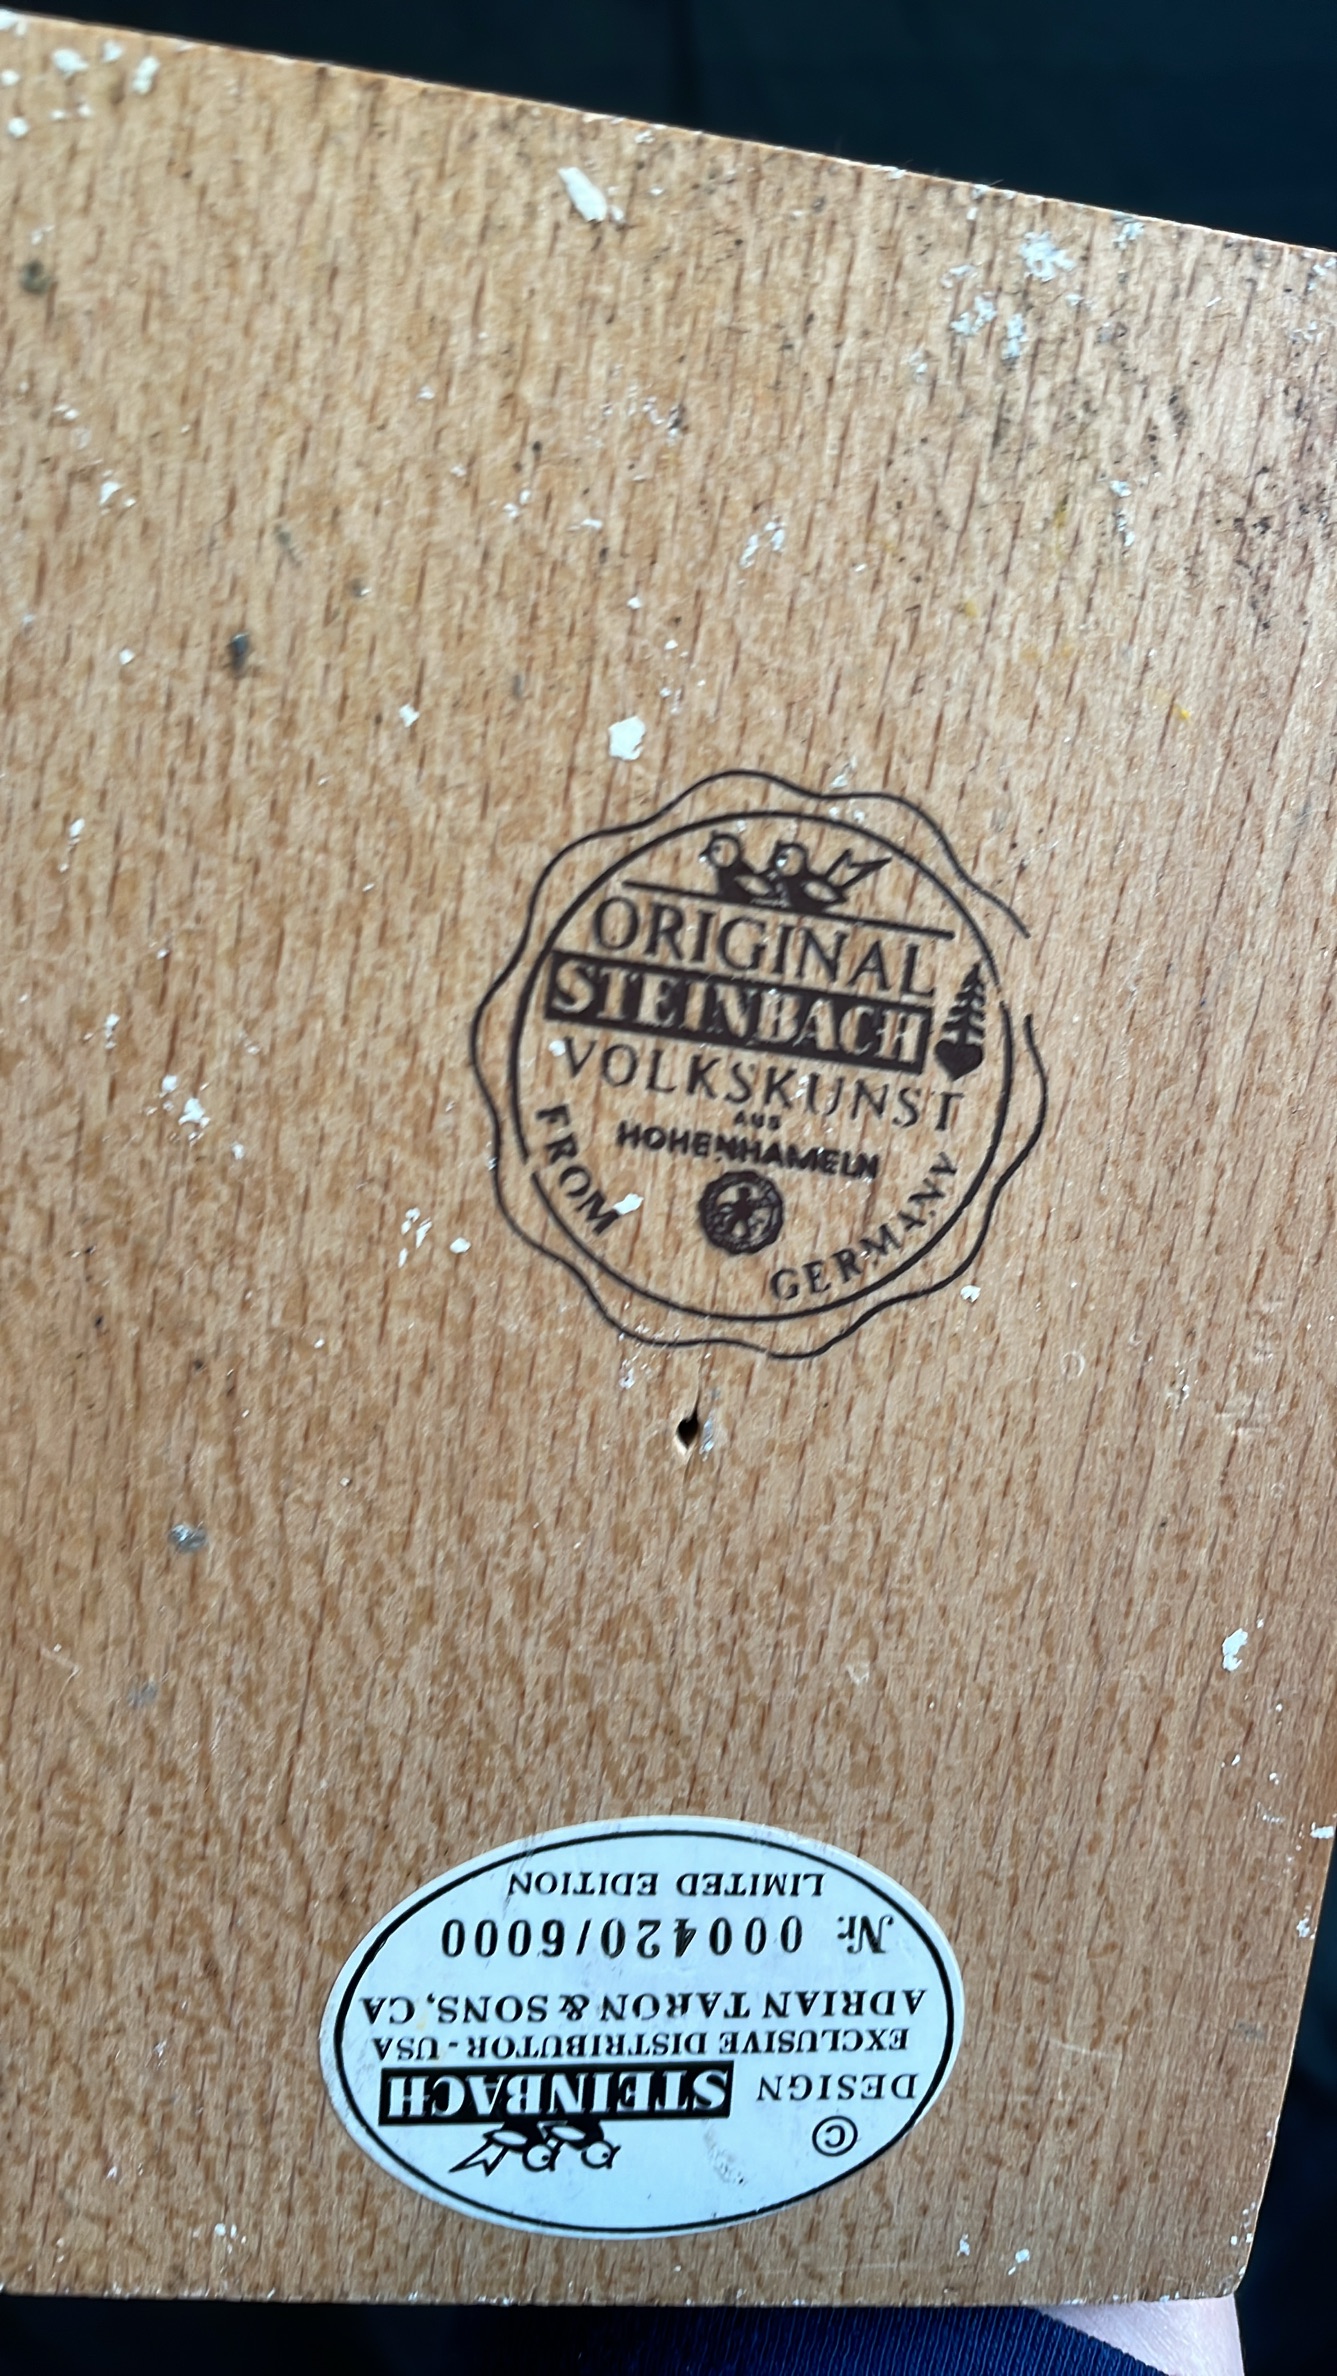 ORIGINAL
STEINBACH
VOLKSKUNST
AUS
HOHENHAMELN
FROM GERMANY
© DESIGN STEINBACH
EXCLUSIVE DISTRIBUTOR - USA
ADRIAN TARON & SONS, CA
Nr. 000420/6000
LIMITED EDITION